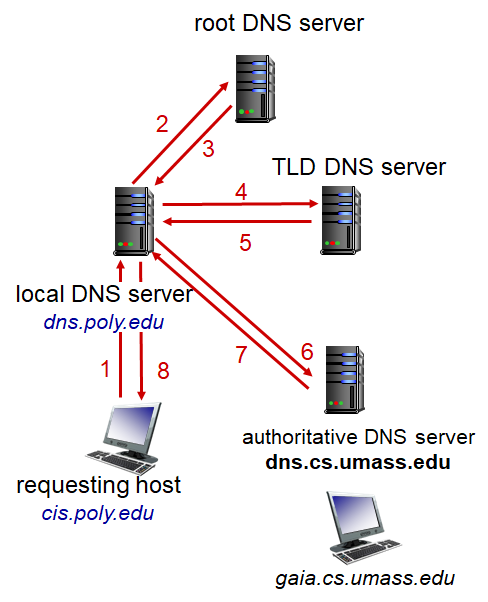 root DNS server
2
3
TLD DNS server
4
5
local DNS server
dns.poly.edu
6
7
1
8
authoritative DNS server
dns.cs.umass.edu
requesting host
cis.poly.edu
gaia.cs.umass.edu